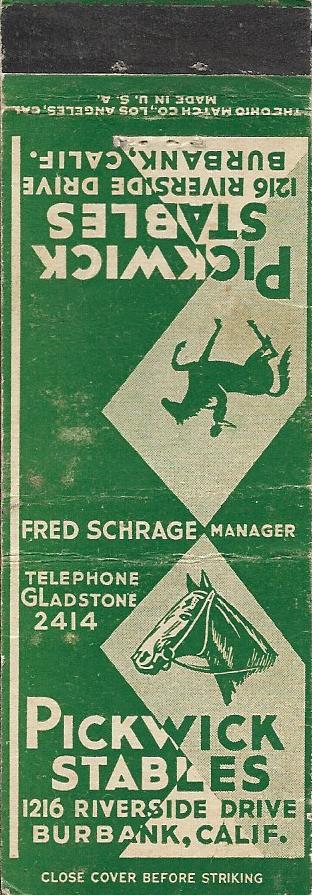 THE OHIO MATCH CO., LOS ANGELES, CAL.
MADE IN U. S. A.
PICKWICK
STABLES
1216 RIVERSIDE DRIVE
BURBANK, CALIF.
FRED SCHRAGE MANAGER
TELEPHONE
GLADSTONE
2414
PICKWICK
STABLES
1216 RIVERSIDE DRIVE
BURBANK, CALIF.
CLOSE COVER BEFORE STRIKING